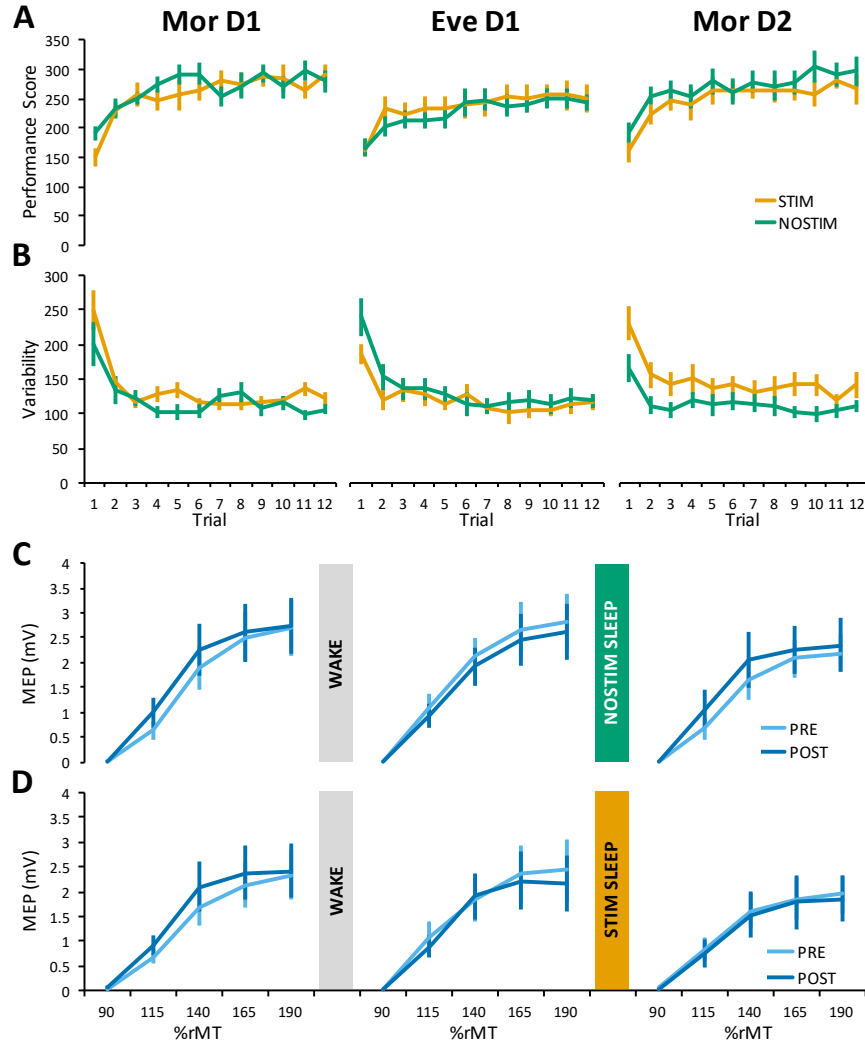 A
Mor D1
Eve D1
Mor D2
Performance Score
350
300
250
200
150
100
50
0
STIM
NOSTIM
B
Variability
300
250
200
150
100
50
0
1 2 3 4 5 6 7 8 9 10 11 12
1 2 3 4 5 6 7 8 9 10 11 12
1 2 3 4 5 6 7 8 9 10 11 12
Trial
Trial
Trial
C
MEP (mV)
4
3.5
3
2.5
2
1.5
1
0.5
0
WAKE
NOSTIM SLEEP
PRE
POST
D
MEP (mV)
4
3.5
3
2.5
2
1.5
1
0.5
0
WAKE
STIM SLEEP
PRE
POST
90 115 140 165 190
90 115 140 165 190
90 115 140 165 190
%rMT
%rMT
%rMT